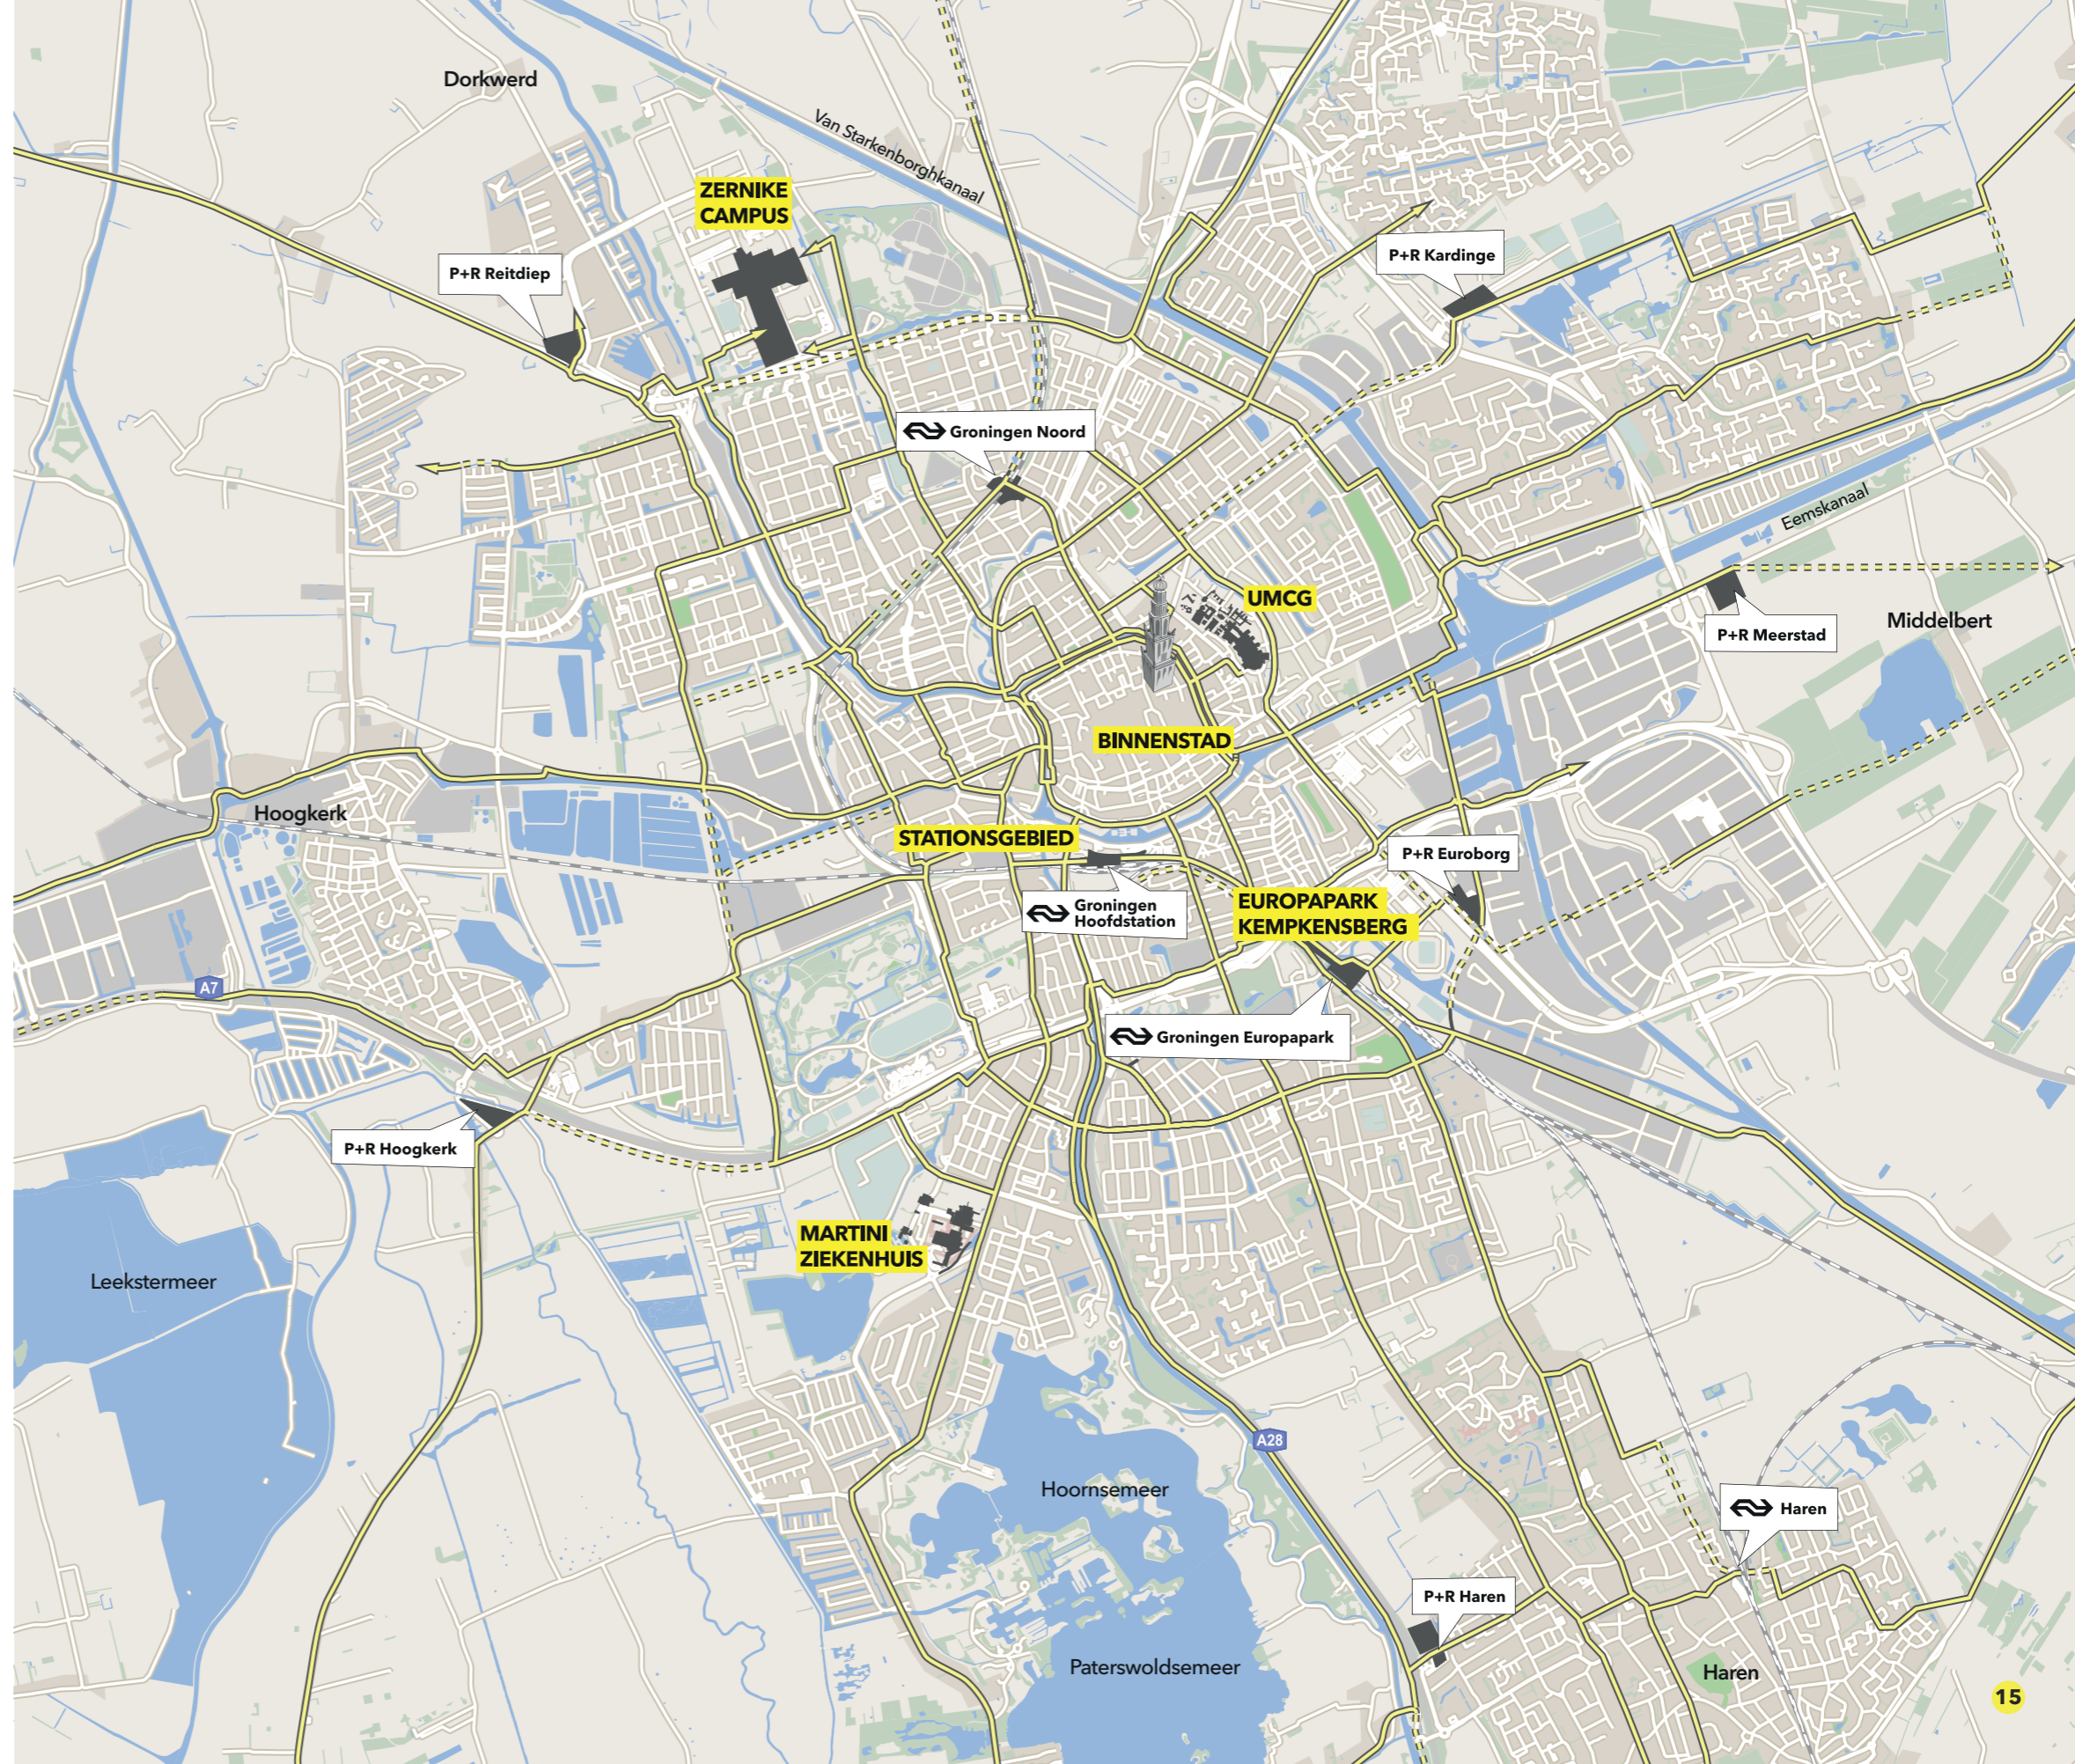 Dorkwerd
Van Starkenborghkanaal
ZERNIKE
CAMPUS
P+R Reitdiep
P+R Kardinge
Groningen Noord
Eemskanaal
UMCG
Middelbert
P+R Meerstad
BINNENSTAD
Hoogkerk
STATIONSGEBIED
P+R Euroborg
Groningen
Hoofdstation
EUROPAPARK
KEMPKENSBERG
A7
Groningen Europapark
P+R Hoogkerk
MARTINI
ZIEKENHUIS
Leekstermeer
A28
Hoornsemeer
Haren
P+R Haren
Paterswoldsemeer
Haren
15